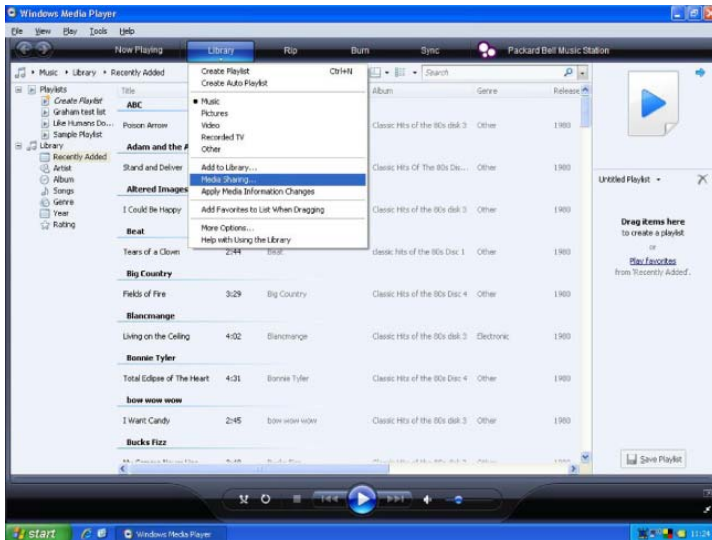 Windows Media Player
File View Play Tools Help
Now Playing Library Rip Burn Sync Packard Bell Music Station
Music Library Recently Added
Search
Playlists
Create Playlist
Graham test list
Like Humans Do...
Sample Playlist
Library
Recently Added
Artist
Album
Songs
Genre
Year
Rating
Create Playlist Ctrl+N
Create Auto Playlist
Music
Pictures
Video
Recorded TV
Other
Add to Library...
Media Sharing...
Apply Media Information Changes
Add Favorites to List When Dragging
More Options...
Help with Using the Library
Title Album Genre Release
ABC
Poison Arrow Classic Hits of the 80s disk 3 Other 1980
Adam and the A
Stand and Deliver Classic Hits Of The 80s Dis... Other 1980
Altered Images
I Could Be Happy Classic Hits of the 80s disk 3 Other 1980
Beat
Tears of a Clown 2:44 Beat classic hits of the 80s Disc 1 Other 1980
Big Country
Fields of Fire 3:29 Big Country Classic Hits of the 80s Disc 4 Other 1980
Blancmange
Living on the Ceiling 4:02 Blancmange Classic Hits of the 80s disk 3 Electronic 1980
Bonnie Tyler
Total Eclipse of The Heart 4:31 Bonnie Tyler Classic Hits of the 80s Disc 4 Other 1980
bow wow wow
I Want Candy 2:45 bow wow wow Classic Hits of the 80s disk 3 Other 1980
Bucks Fizz
Untitled Playlist
Drag items here
to create a playlist
or
Play favorites
from 'Recently Added'.
Save Playlist
start Windows Media Player 11:24